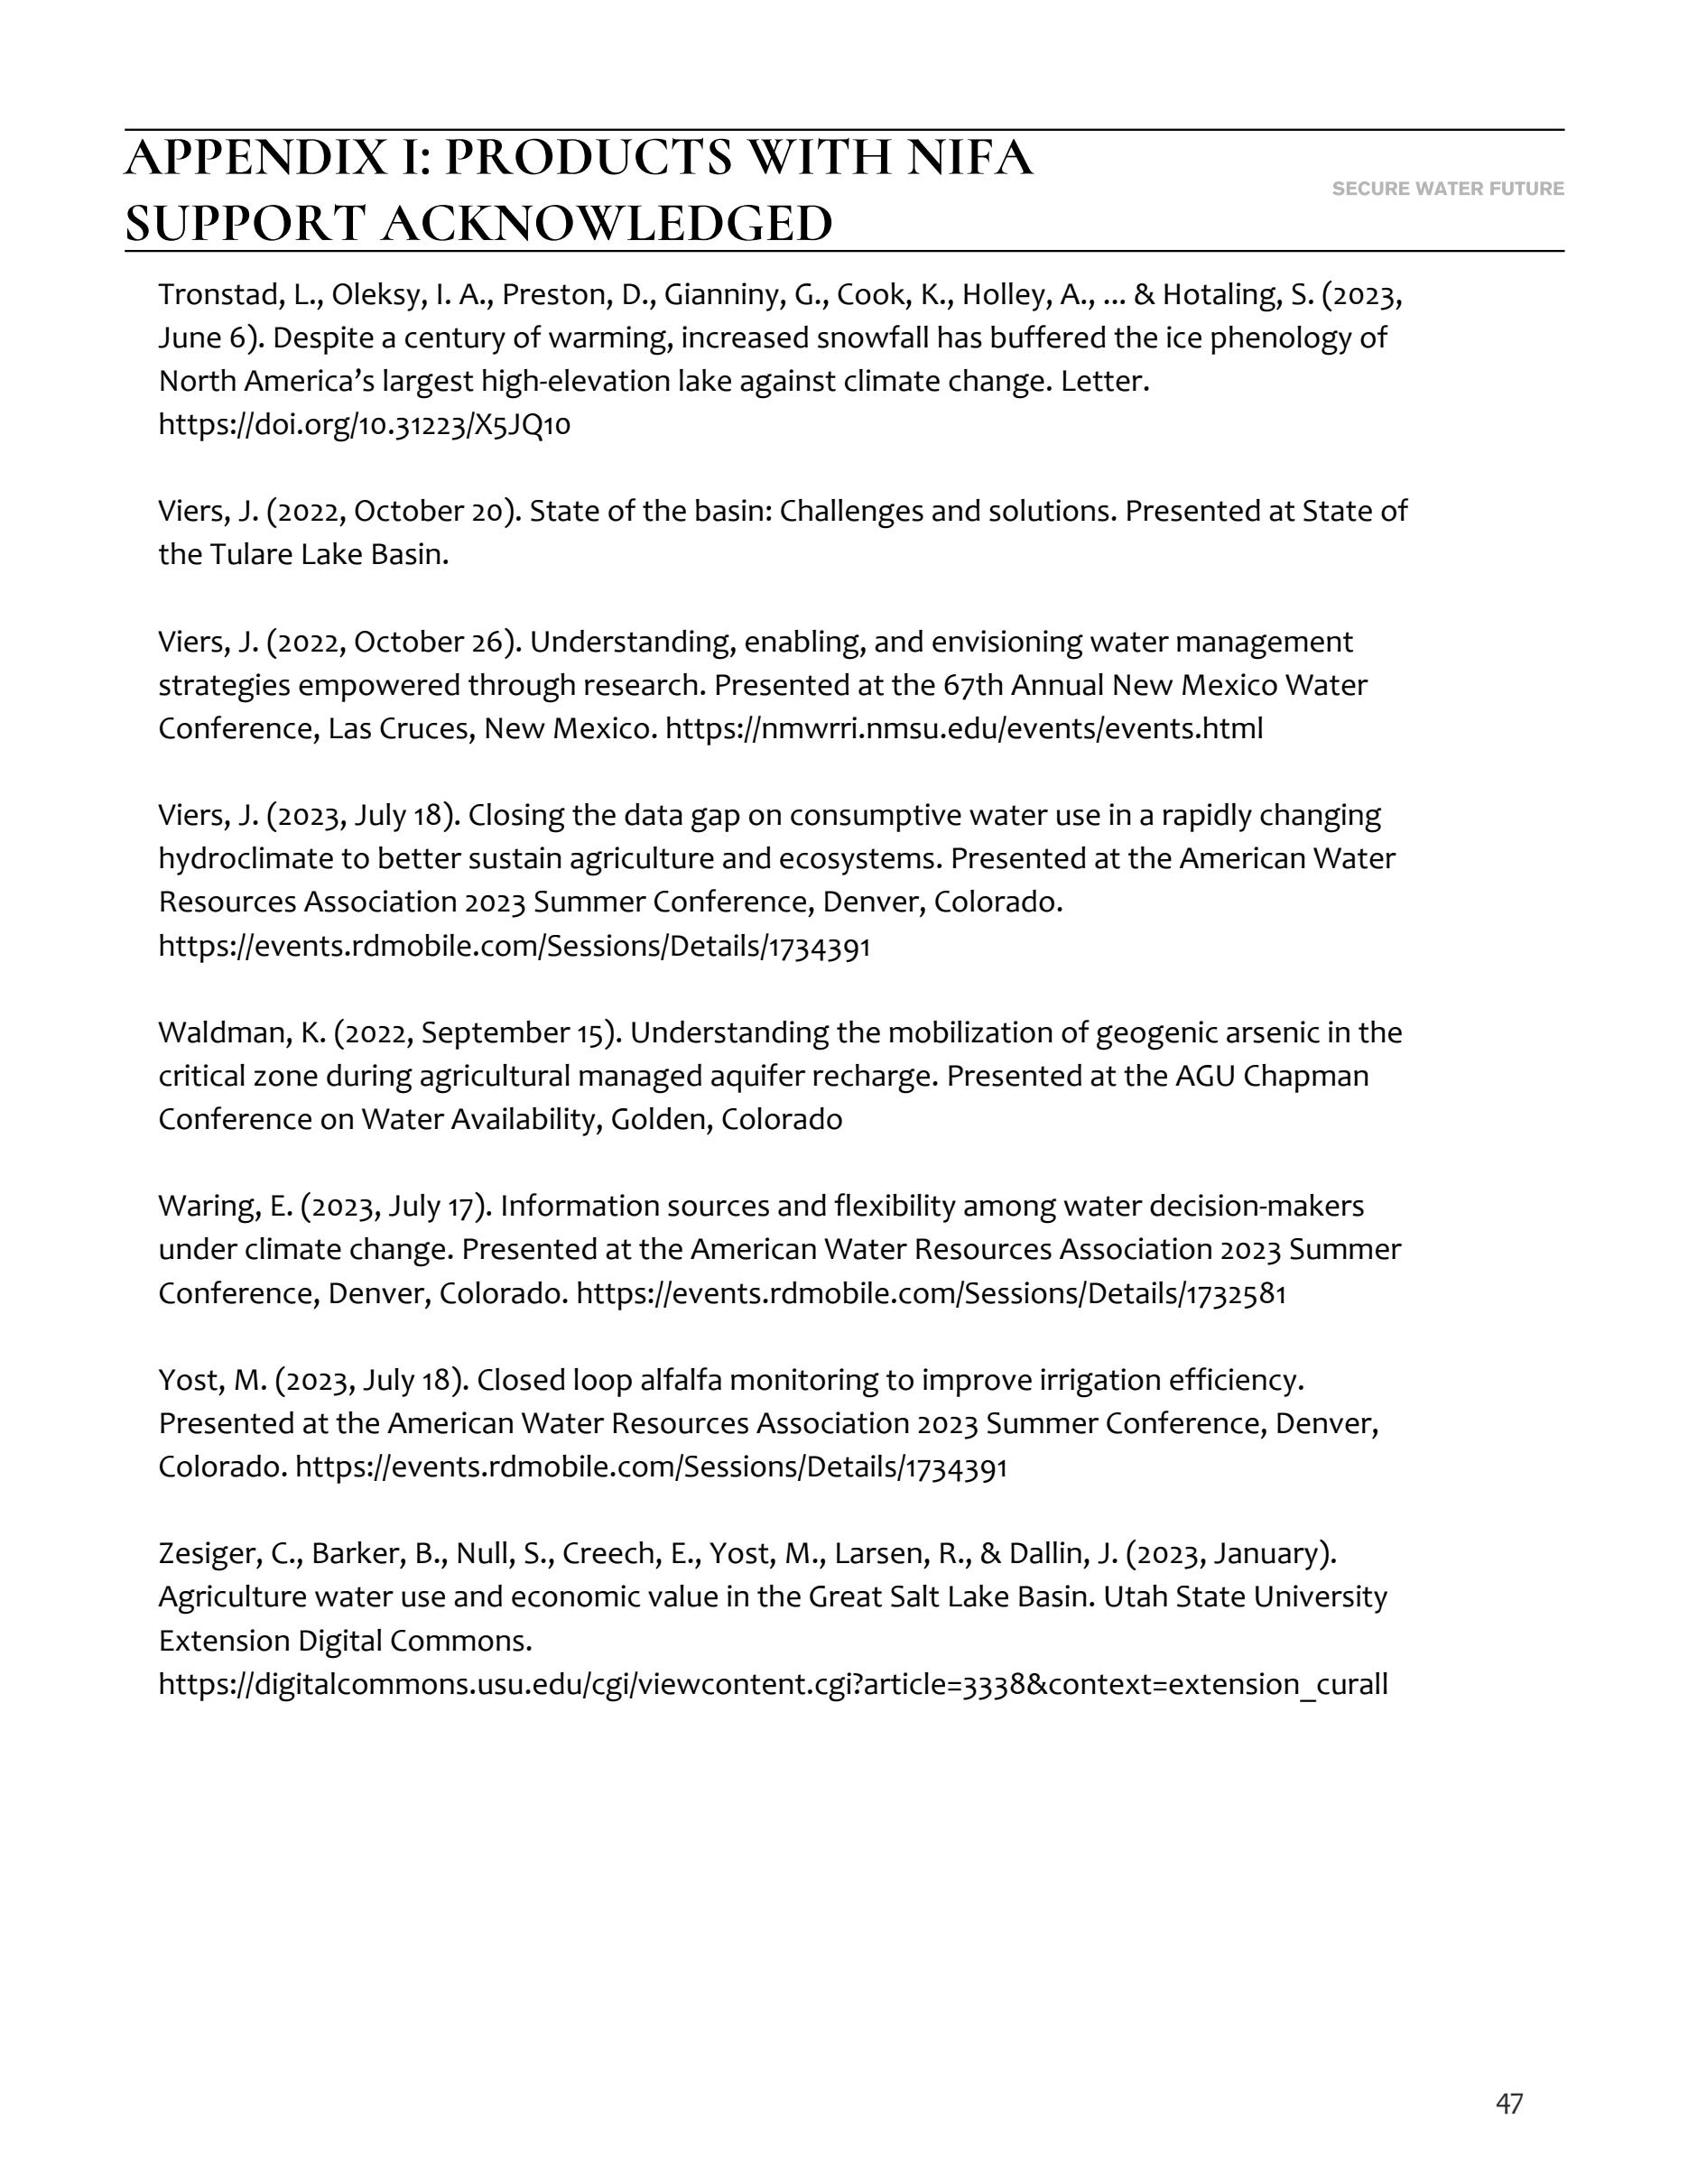 APPENDIX I: PRODUCTS WITH NIFA
SUPPORT ACKNOWLEDGED
SECURE WATER FUTURE
Tronstad, L., Oleksy, I. A., Preston, D., Gianniny, G., Cook, K., Holley, A., ... & Hotaling, S. (2023,
June 6). Despite a century of warming, increased snowfall has buffered the ice phenology of
North America’s largest high-elevation lake against climate change. Letter.
https://doi.org/10.31223/X5JQ10
Viers, J. (2022, October 20). State of the basin: Challenges and solutions. Presented at State of
the Tulare Lake Basin.
Viers, J. (2022, October 26). Understanding, enabling, and envisioning water management
strategies empowered through research. Presented at the 67th Annual New Mexico Water
Conference, Las Cruces, New Mexico. https://nmwrri.nmsu.edu/events/events.html
Viers, J. (2023, July 18). Closing the data gap on consumptive water use in a rapidly changing
hydroclimate to better sustain agriculture and ecosystems. Presented at the American Water
Resources Association 2023 Summer Conference, Denver, Colorado.
https://events.rdmobile.com/Sessions/Details/1734391
Waldman, K. (2022, September 15). Understanding the mobilization of geogenic arsenic in the
critical zone during agricultural managed aquifer recharge. Presented at the AGU Chapman
Conference on Water Availability, Golden, Colorado
Waring, E. (2023, July 17). Information sources and flexibility among water decision-makers
under climate change. Presented at the American Water Resources Association 2023 Summer
Conference, Denver, Colorado. https://events.rdmobile.com/Sessions/Details/1732581
Yost, M. (2023, July 18). Closed loop alfalfa monitoring to improve irrigation efficiency.
Presented at the American Water Resources Association 2023 Summer Conference, Denver,
Colorado. https://events.rdmobile.com/Sessions/Details/1734391
Zesiger, C., Barker, B., Null, S., Creech, E., Yost, M., Larsen, R., & Dallin, J. (2023, January).
Agriculture water use and economic value in the Great Salt Lake Basin. Utah State University
Extension Digital Commons.
https://digitalcommons.usu.edu/cgi/viewcontent.cgi?article=3338&context=extension_curall
47